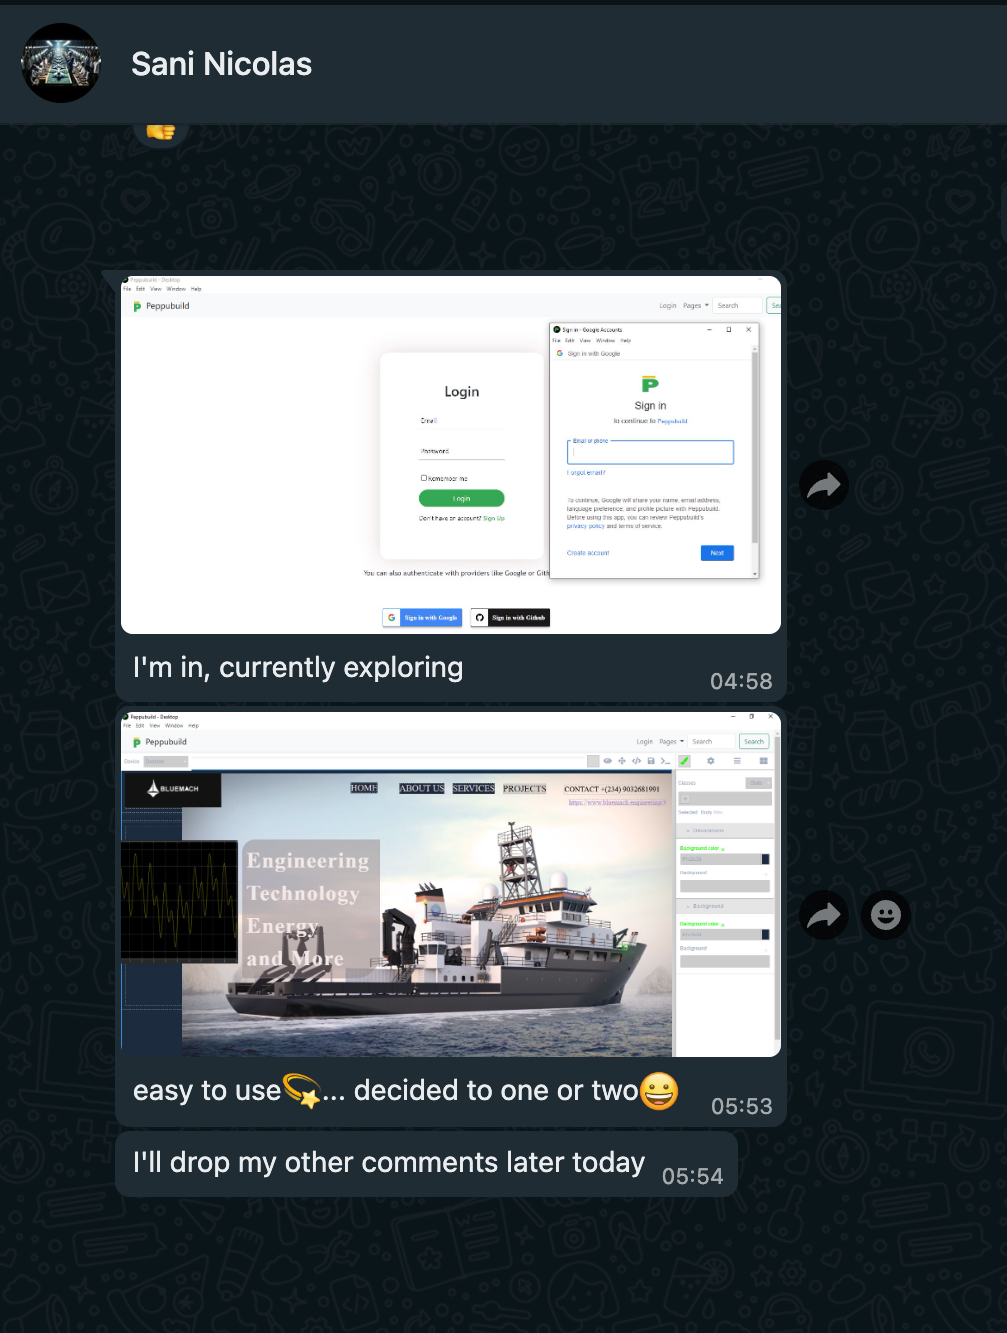 Sani Nicolas
Peppubuild - Desktop
File Edit View Window Help
Peppubuild
Login Pages Search
Sign in - Google Accounts
File Edit View Window Help
Sign in with Google
Sign in
to continue to Peppubuild
Email or phone
Forgot email?
To continue, Google will share your name, email address,
language preference, and profile picture with Peppubuild.
Before using this app, you can review Peppubuild's
privacy policy and terms of service.
Create account Next
Login
Email
Password
Remember me
Login
Don't have an account? Sign Up
You can also authenticate with providers like Google or Gith
Sign in with Google Sign in with Github
I'm in, currently exploring
04:58
Peppubuild - Desktop
File Edit View Window Help
Peppubuild
Login Pages Search Search
Device Desktop
BLUEMACH
HOME ABOUT US SERVICES PROJECTS CONTACT +(234) 9032681991
Engineering
Technology
Energy
and More
Classes
Selected
Dimensions
Background color
Background
Background
Background color
Background
easy to use💫... decided to one or two😀
05:53
I'll drop my other comments later today
05:54